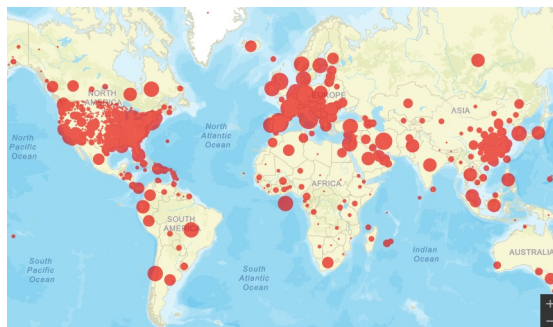 NORTH
AMERICA
EUROPE
ASIA
North
Pacific
Ocean
North
Atlantic
Ocean
AFRICA
SOUTH
AMERICA
Indian
Ocean
AUSTRALIA
South
Pacific
Ocean
South
Atlantic
Ocean
+
−